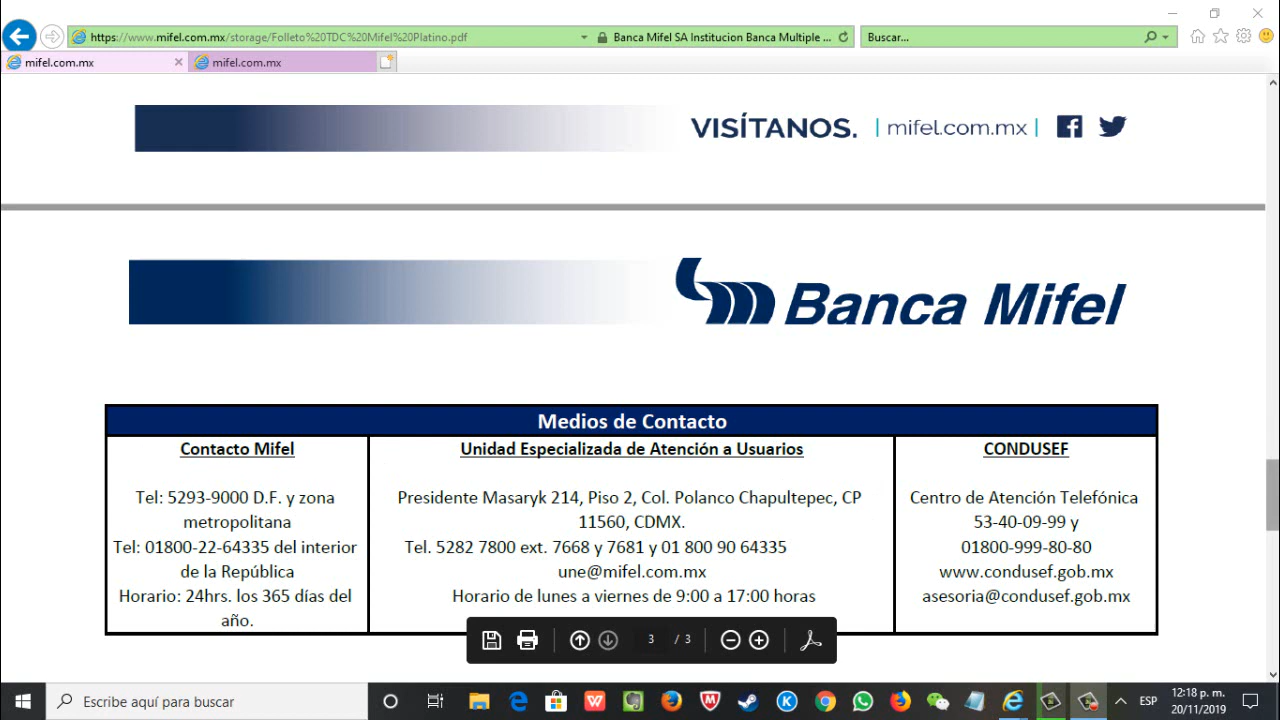 https://www.mifel.com.mx/storage/Folleto%20TDC%20Mifel%20Platino.pdf
Banca Mifel SA Institucion Banca Multiple ...
Buscar...
mifel.com.mx
mifel.com.mx
VISÍTANOS. | mifel.com.mx |
Banca Mifel
Medios de Contacto
Contacto Mifel
Tel: 5293-9000 D.F. y zona
metropolitana
Tel: 01800-22-64335 del interior
de la República
Horario: 24hrs. los 365 días del
año.
Unidad Especializada de Atención a Usuarios
Presidente Masaryk 214, Piso 2, Col. Polanco Chapultepec, CP
11560, CDMX.
Tel. 5282 7800 ext. 7668 y 7681 y 01 800 90 64335
une@mifel.com.mx
Horario de lunes a viernes de 9:00 a 17:00 horas
CONDUSEF
Centro de Atención Telefónica
53-40-09-99 y
01800-999-80-80
www.condusef.gob.mx
asesoria@condusef.gob.mx
3 / 3
Escribe aquí para buscar
ESP
12:18 p. m.
20/11/2019